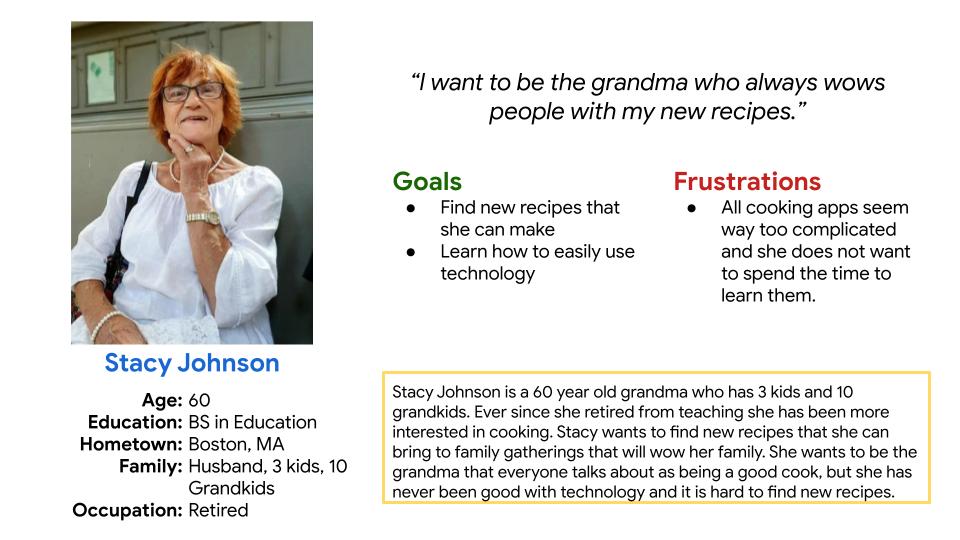 “I want to be the grandma who always wows
people with my new recipes.”
Goals
● Find new recipes that
she can make
● Learn how to easily use
technology
Frustrations
● All cooking apps seem
way too complicated
and she does not want
to spend the time to
learn them.
Stacy Johnson
Age: 60
Education: BS in Education
Hometown: Boston, MA
Family: Husband, 3 kids, 10
Grandkids
Occupation: Retired
Stacy Johnson is a 60 year old grandma who has 3 kids and 10
grandkids. Ever since she retired from teaching she has been more
interested in cooking. Stacy wants to find new recipes that she can
bring to family gatherings that will wow her family. She wants to be the
grandma that everyone talks about as being a good cook, but she has
never been good with technology and it is hard to find new recipes.